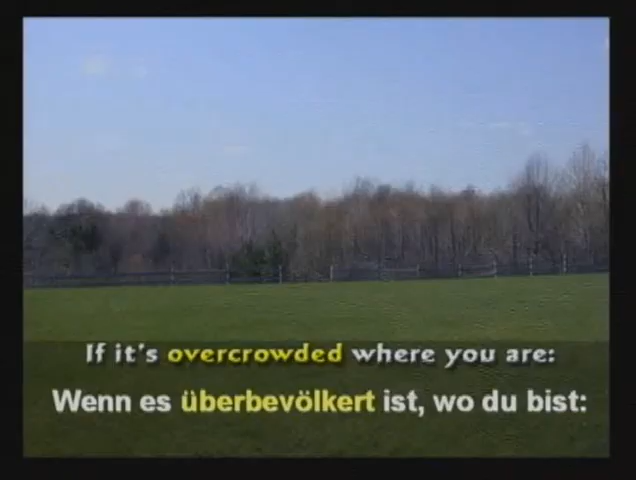 If it's overcrowded where you are:
Wenn es überbevölkert ist, wo du bist: